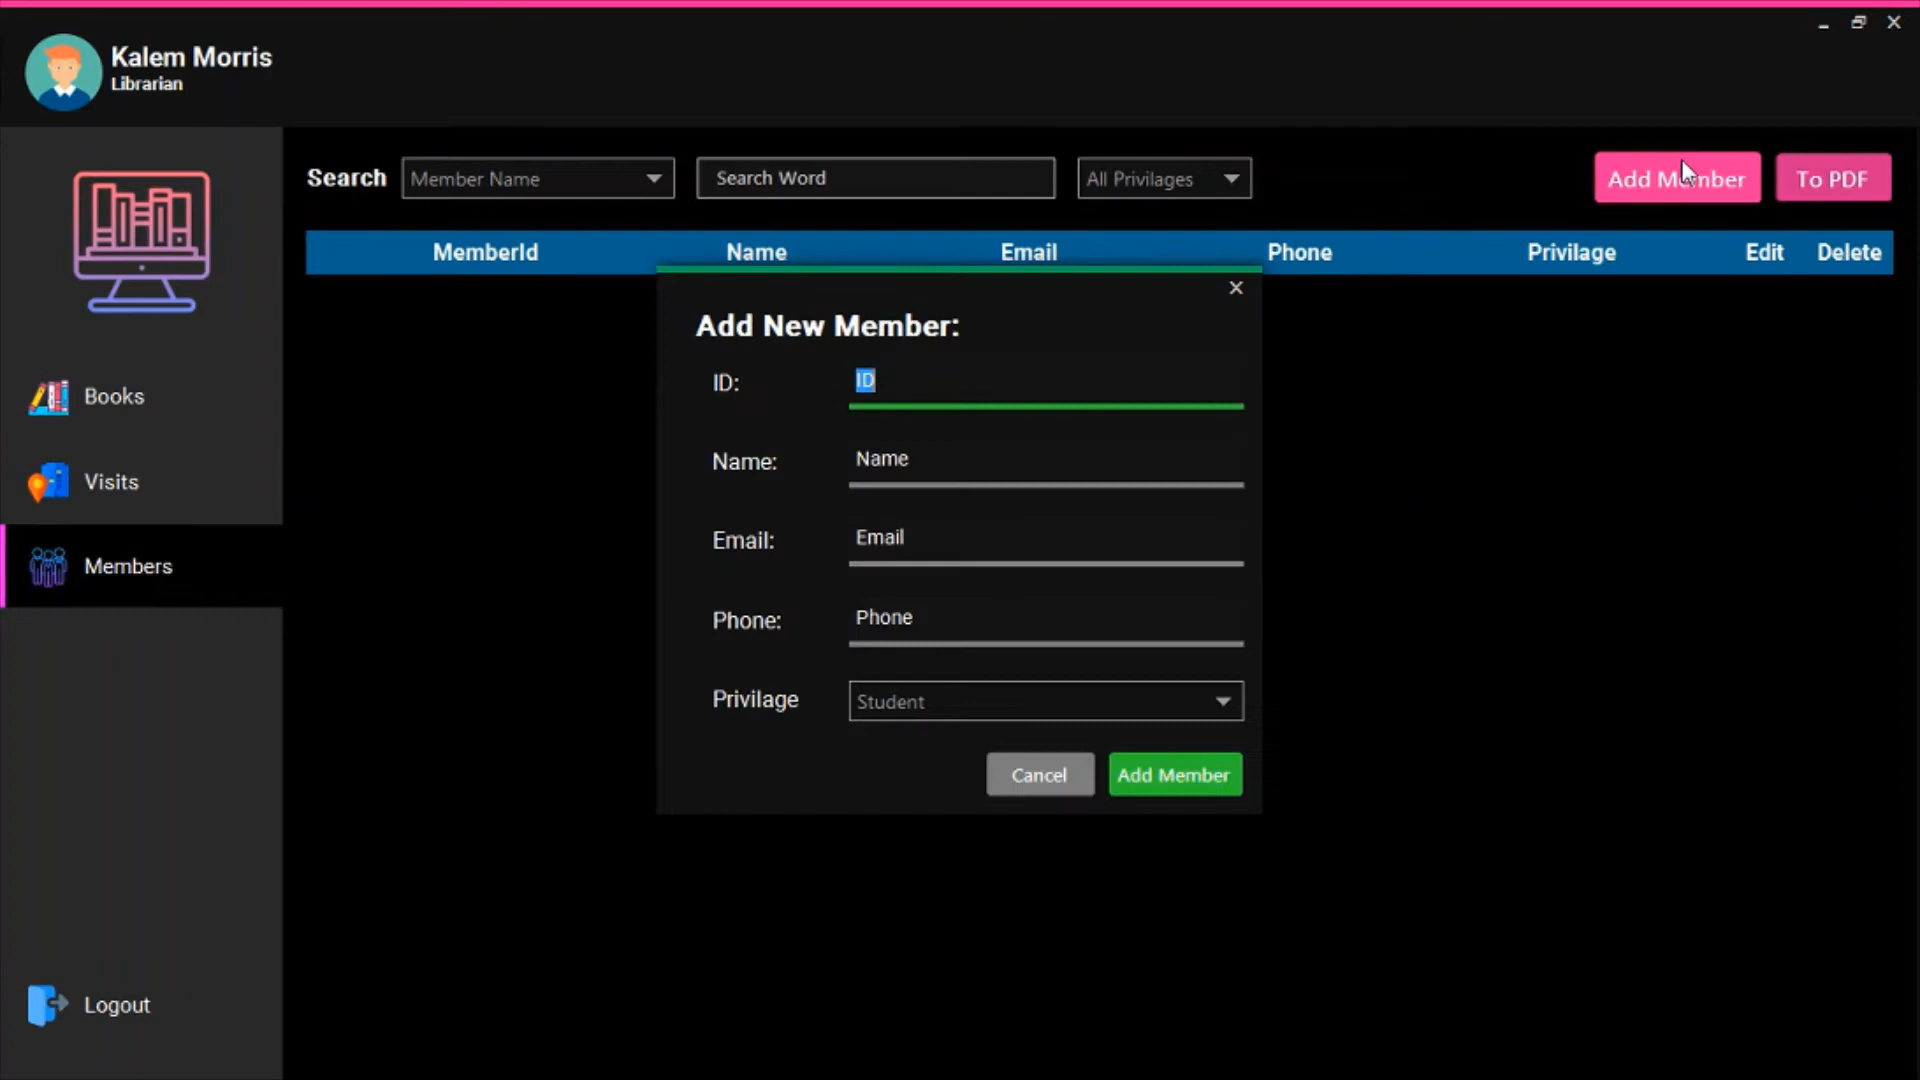 Kalem Morris
Librarian
Search Member Name Search Word All Privilages Add Member To PDF
MemberId Name Email Phone Privilage Edit Delete
Add New Member:
ID: ID
Name: Name
Email: Email
Phone: Phone
Privilage Student
Cancel Add Member
Books
Visits
Members
Logout